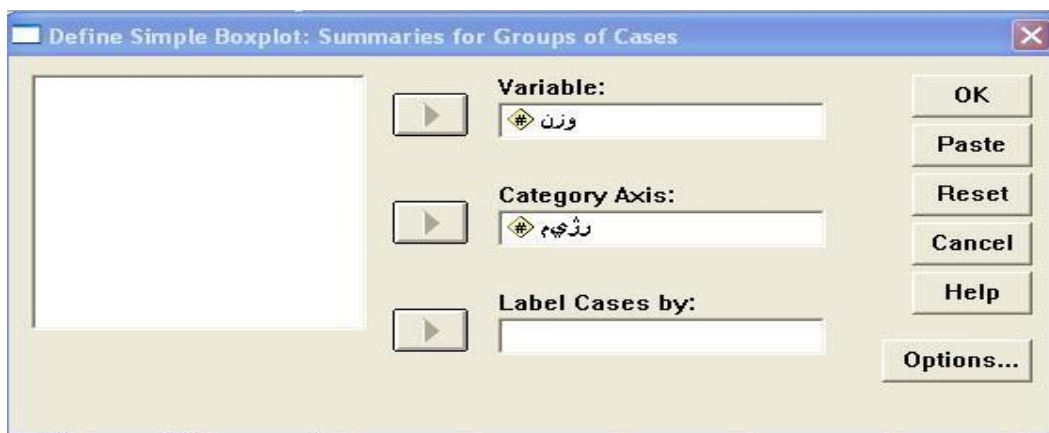 Define Simple Boxplot: Summaries for Groups of Cases
Variable:
وزن
Category Axis:
رژيم
Label Cases by:
OK
Paste
Reset
Cancel
Help
Options...